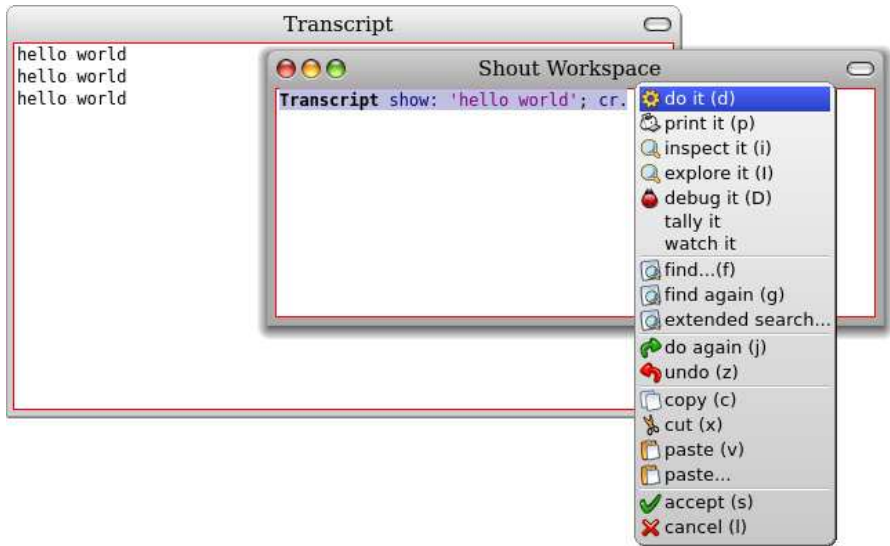 Transcript
hello world
hello world
hello world
Shout Workspace
Transcript show: 'hello world'; cr.
do it (d)
print it (p)
inspect it (i)
explore it (I)
debug it (D)
tally it
watch it
find...(f)
find again (g)
extended search...
do again (j)
undo (z)
copy (c)
cut (x)
paste (v)
paste...
accept (s)
cancel (l)